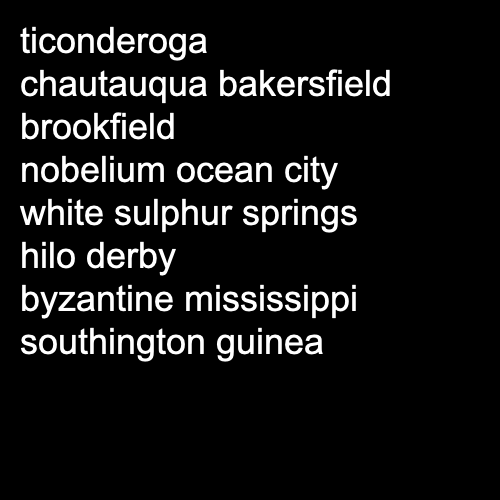 ticonderoga
chautauqua bakersfield
brookfield
nobelium ocean city
white sulphur springs
hilo derby
byzantine mississippi
southington guinea